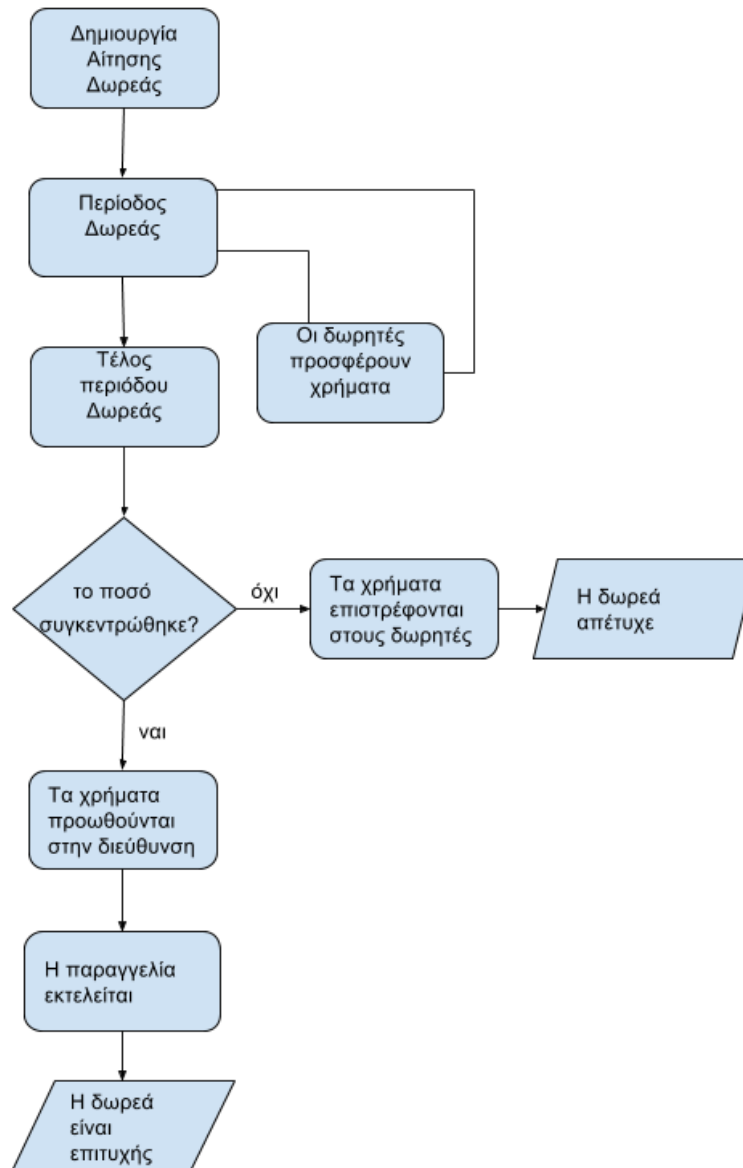 Δημιουργία
Αίτησης
Δωρεάς
Περίοδος
Δωρεάς
Οι δωρητές
προσφέρουν
χρήματα
Τέλος
περιόδου
Δωρεάς
το ποσό
συγκεντρώθηκε?
όχι
Τα χρήματα
επιστρέφονται
στους δωρητές
Η δωρεά
απέτυχε
ναι
Τα χρήματα
προωθούνται
στην διεύθυνση
Η παραγγελία
εκτελείται
Η δωρεά
είναι
επιτυχής